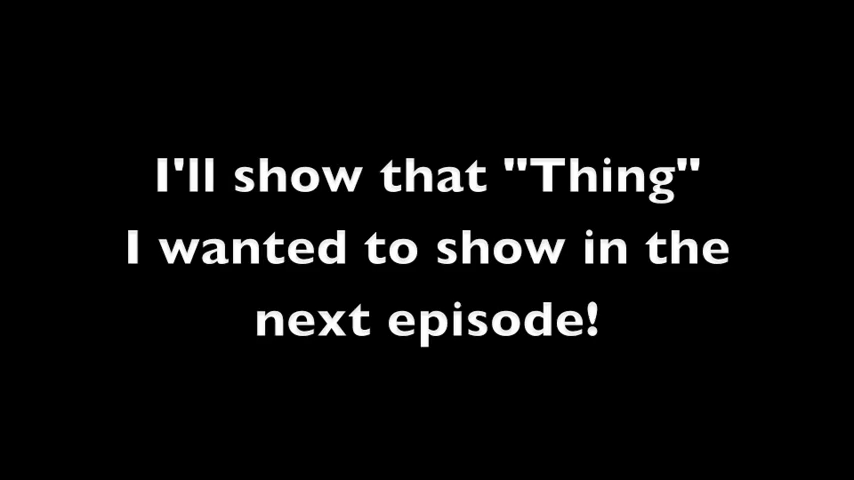 I'll show that "Thing"
I wanted to show in the
next episode!